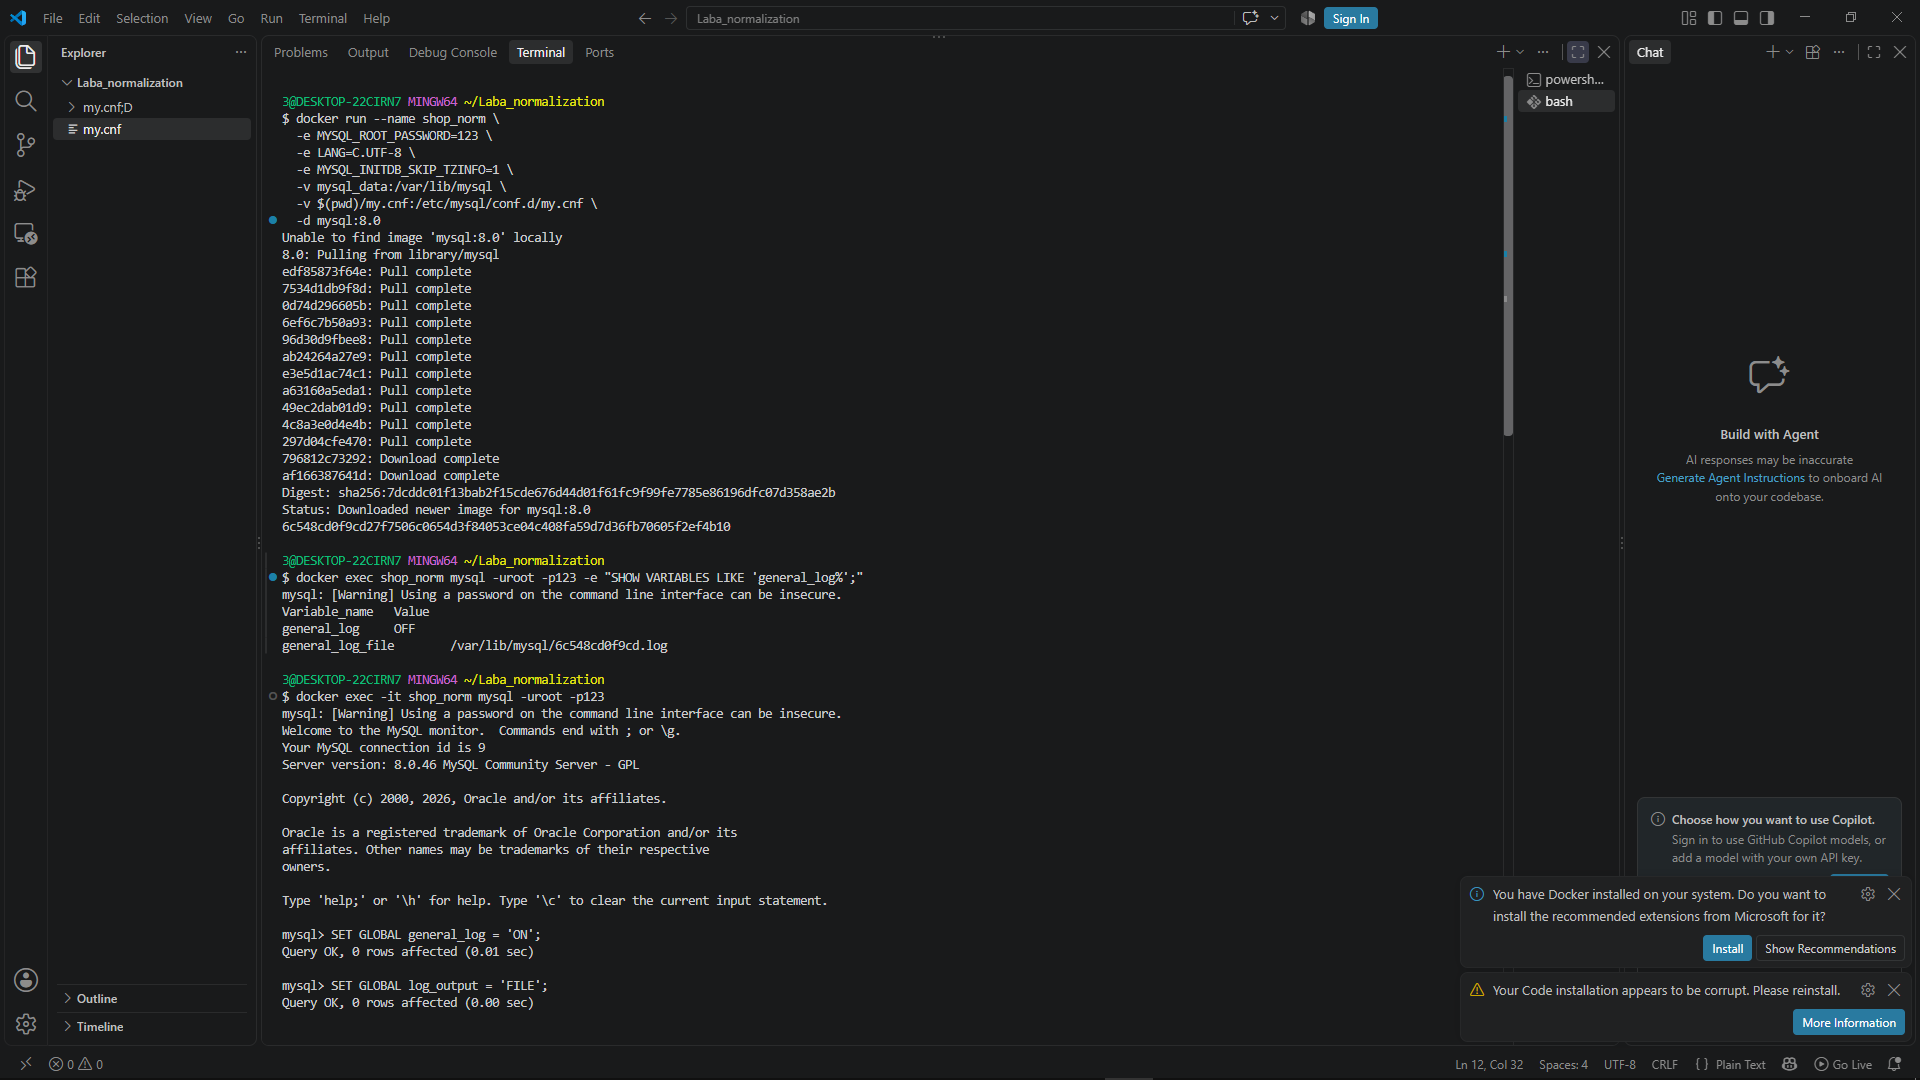 File Edit Selection View Go Run Terminal Help
Laba_normalization
Sign In
Explorer
Laba_normalization
my.cnf;D
my.cnf
Outline
Timeline
Problems Output Debug Console Terminal Ports
3@DESKTOP-22CIRN7 MINGW64 ~/Laba_normalization
$ docker run --name shop_norm \
-e MYSQL_ROOT_PASSWORD=123 \
-e LANG=C.UTF-8 \
-e MYSQL_INITDB_SKIP_TZINFO=1 \
-v mysql_data:/var/lib/mysql \
-v $(pwd)/my.cnf:/etc/mysql/conf.d/my.cnf \
-d mysql:8.0
Unable to find image 'mysql:8.0' locally
8.0: Pulling from library/mysql
edf85873f64e: Pull complete
7534d1db9f8d: Pull complete
0d74d296605b: Pull complete
6ef6c7b50a93: Pull complete
96d30d9fbee8: Pull complete
ab24264a27e9: Pull complete
e3e5d1ac74c1: Pull complete
a63160a5eda1: Pull complete
49ec2dab01d9: Pull complete
4c8a3e0d4e4b: Pull complete
297d04cfe470: Pull complete
796812c73292: Download complete
af166387641d: Download complete
Digest: sha256:7dcddc01f13bab2f15cde676d44d01f61fc9f99fe7785e86196dfc07d358ae2b
Status: Downloaded newer image for mysql:8.0
6c548cd0f9cd27f7506c0654d3f84053ce04c408fa59d7d36fb70605f2ef4b10
3@DESKTOP-22CIRN7 MINGW64 ~/Laba_normalization
$ docker exec shop_norm mysql -uroot -p123 -e "SHOW VARIABLES LIKE 'general_log%';"
mysql: [Warning] Using a password on the command line interface can be insecure.
Variable_name Value
general_log OFF
general_log_file /var/lib/mysql/6c548cd0f9cd.log
3@DESKTOP-22CIRN7 MINGW64 ~/Laba_normalization
$ docker exec -it shop_norm mysql -uroot -p123
mysql: [Warning] Using a password on the command line interface can be insecure.
Welcome to the MySQL monitor. Commands end with ; or \g.
Your MySQL connection id is 9
Server version: 8.0.46 MySQL Community Server - GPL
Copyright (c) 2000, 2026, Oracle and/or its affiliates.
Oracle is a registered trademark of Oracle Corporation and/or its
affiliates. Other names may be trademarks of their respective
owners.
Type 'help;' or '\h' for help. Type '\c' to clear the current input statement.
mysql> SET GLOBAL general_log = 'ON';
Query OK, 0 rows affected (0.01 sec)
mysql> SET GLOBAL log_output = 'FILE';
Query OK, 0 rows affected (0.00 sec)
powersh...
bash
Chat
Build with Agent
AI responses may be inaccurate
Generate Agent Instructions to onboard AI
onto your codebase.
Choose how you want to use Copilot.
Sign in to use GitHub Copilot models, or
add a model with your own API key.
You have Docker installed on your system. Do you want to
install the recommended extensions from Microsoft for it?
Install Show Recommendations
Your Code installation appears to be corrupt. Please reinstall.
More Information
0 0
Ln 12, Col 32 Spaces: 4 UTF-8 CRLF {} Plain Text Go Live